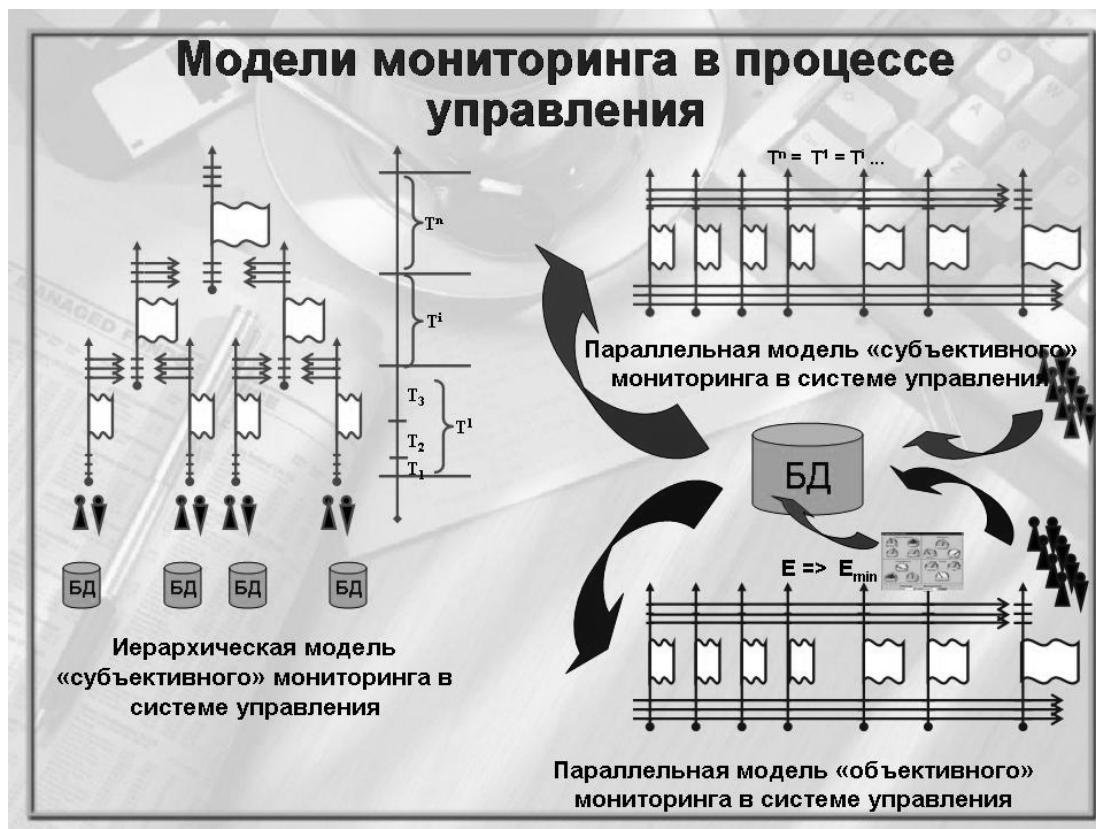 Модели мониторинга в процессе
управления
Tⁿ = T¹ = Tⁱ ...
Tⁿ
Tⁱ
T₃
T¹
T₂
T₁
Параллельная модель «субъективного»
мониторинга в системе управления
БД
E => Eₘᵢₙ
БД
БД
БД
БД
Иерархическая модель
«субъективного» мониторинга в
системе управления
Параллельная модель «объективного»
мониторинга в системе управления